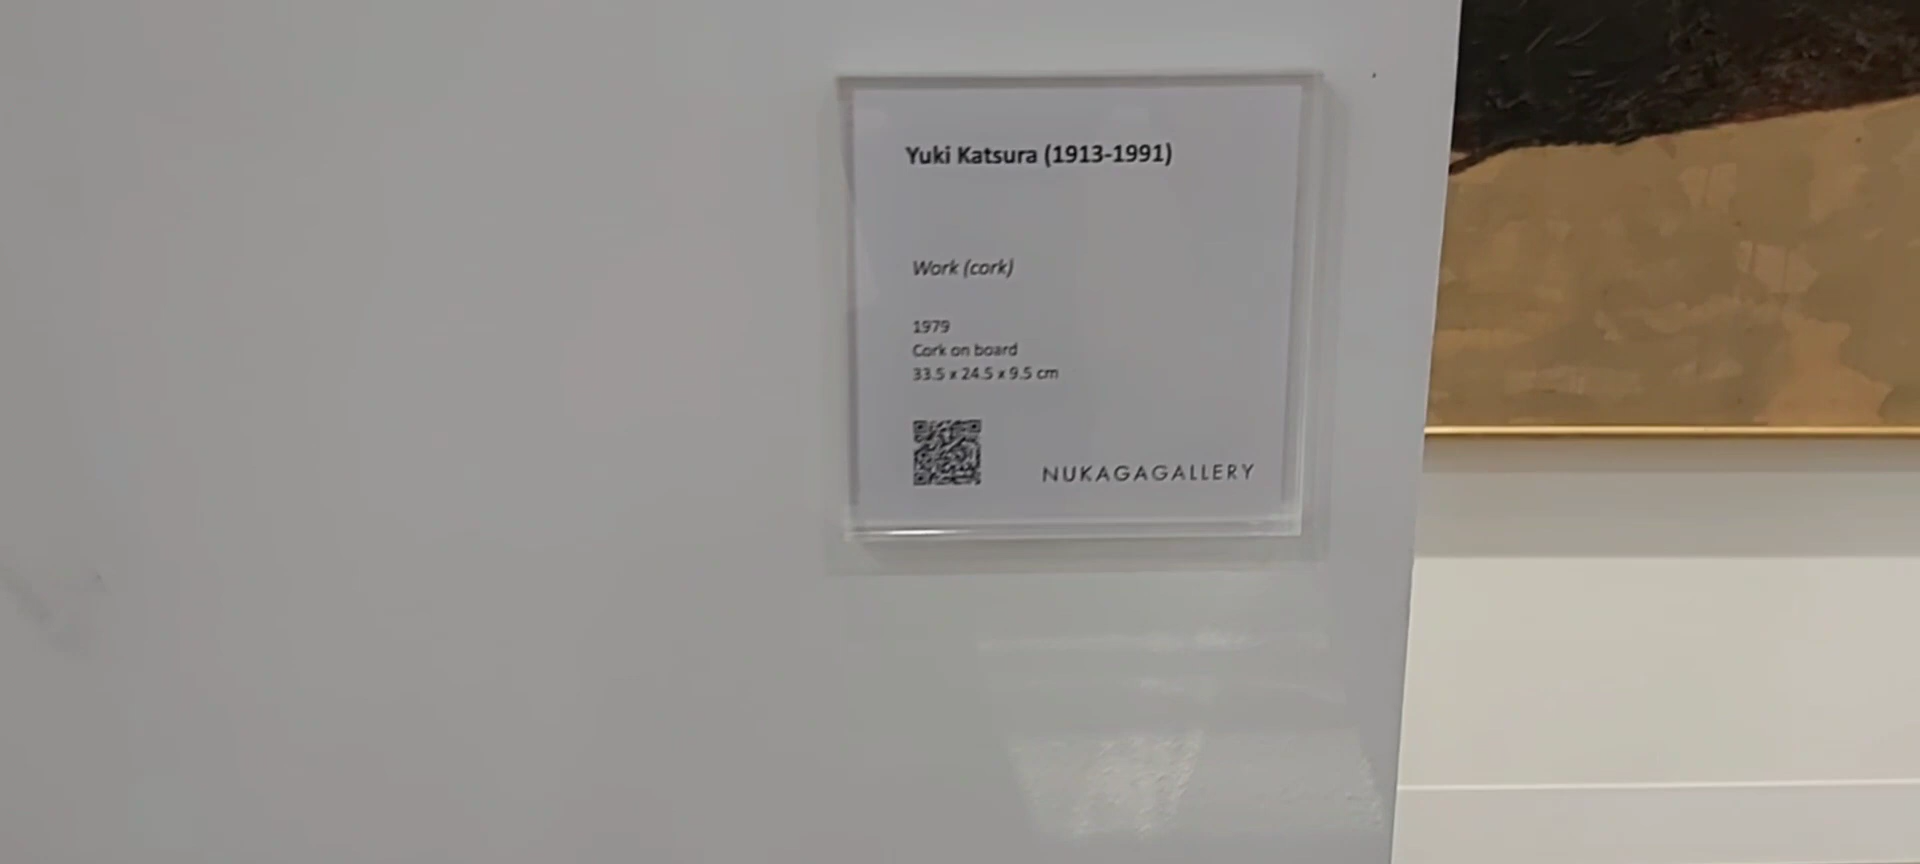 Yuki Katsura (1913-1991)
Work (cork)
1979
Cork on board
33.5 x 24.5 x 9.5 cm
NUKAGAGALLERY